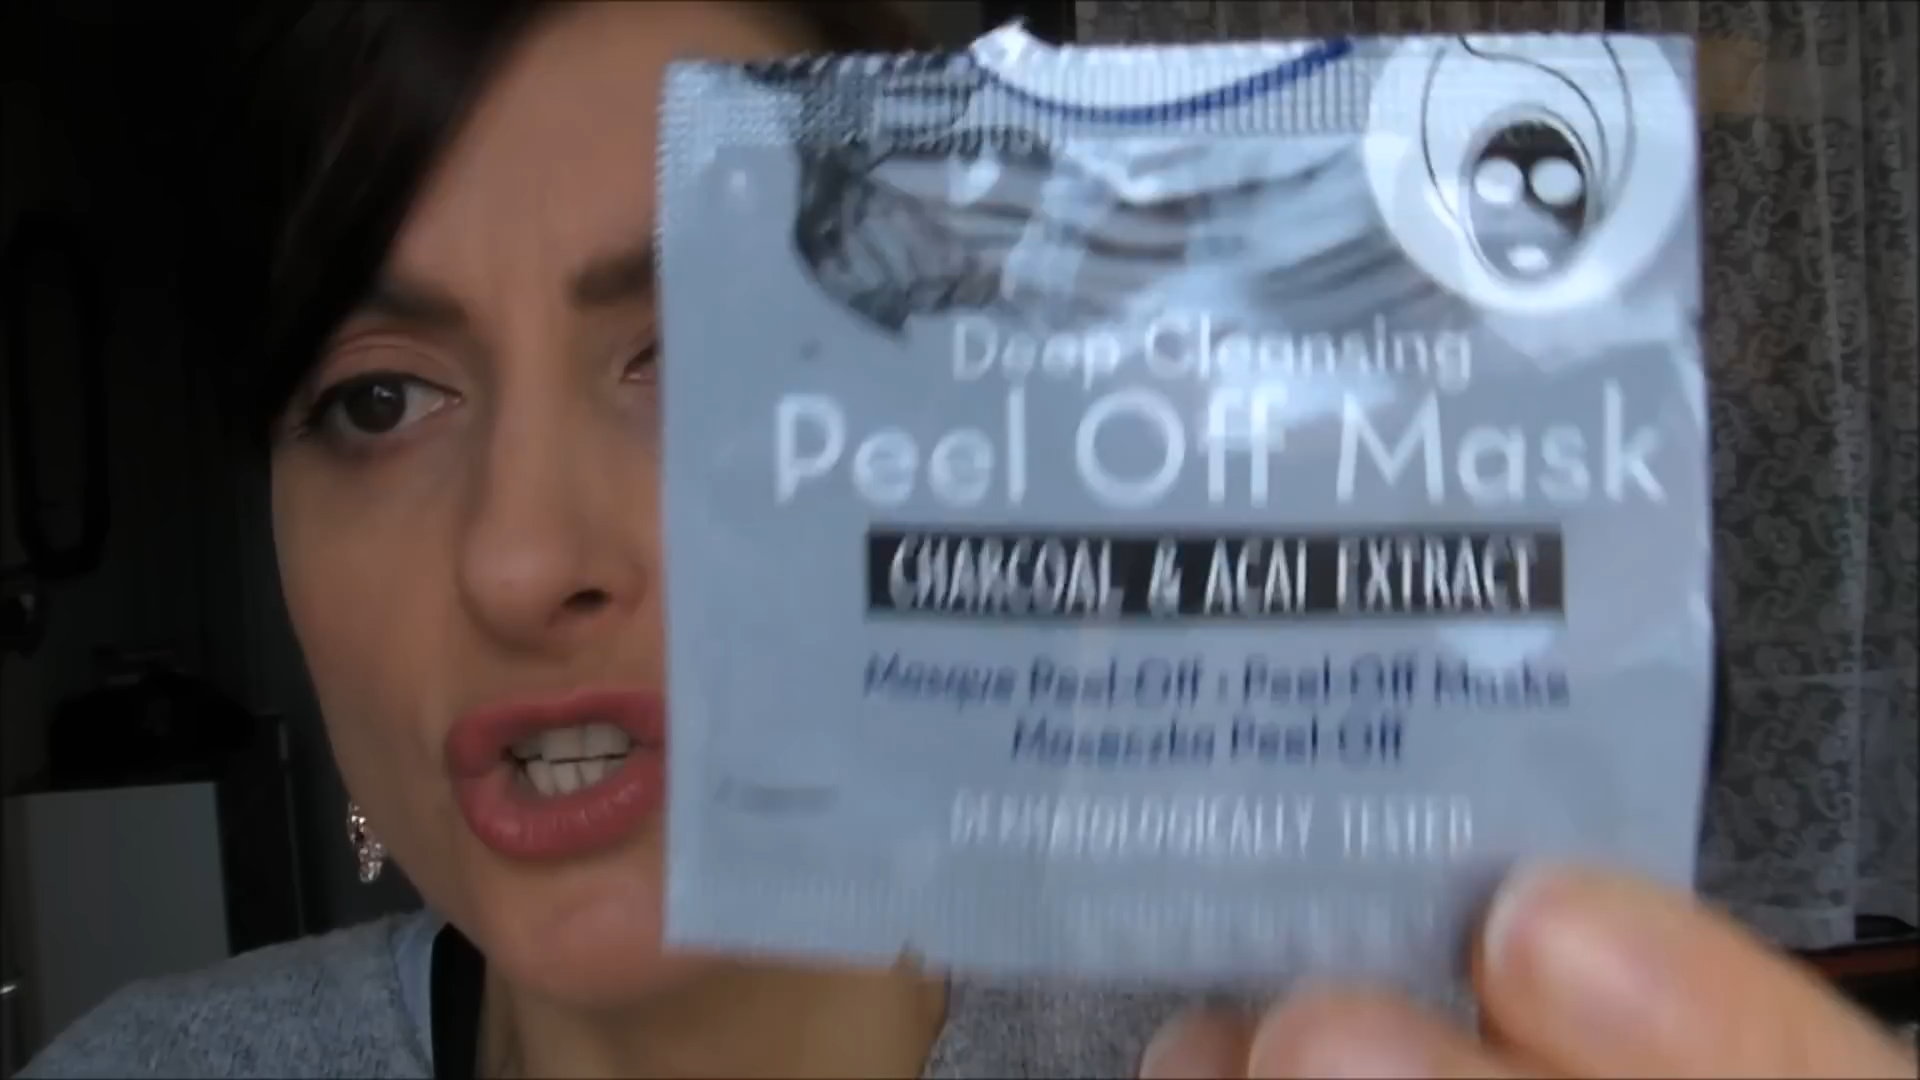 Deep Cleansing
Peel Off Mask
CHARCOAL & ACAI EXTRACT
Masque Peel-Off · Peel-Off Maske
Maseczka Peel-Off
DERMATOLOGICALLY TESTED